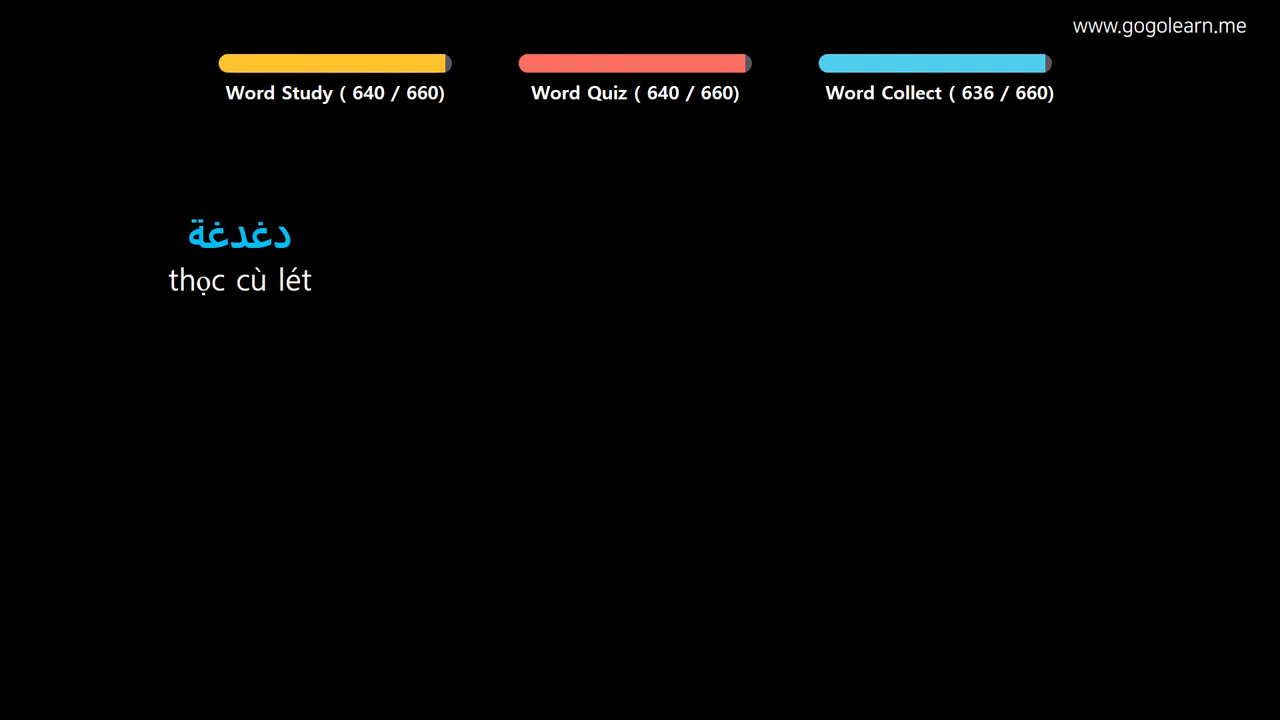 www.gogolearn.me
Word Study ( 640 / 660)
Word Quiz ( 640 / 660)
Word Collect ( 636 / 660)
دغدغة
thọc cù lét